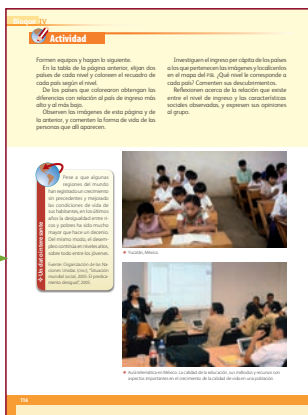 Bloque IV
Actividad
Formen equipos y hagan lo siguiente.
En la tabla de la página anterior, elijan dos
países de cada nivel y coloreen el recuadro de
cada país según el nivel.
De los países que colorearon obtengan las
diferencias con relación al país de ingreso más
alto y al más bajo.
Observen las imágenes de esta página y de
la anterior, y comenten la forma de vida de las
personas que allí aparecen.
Investiguen el ingreso per cápita de los países
a los que pertenecen las imágenes y localícenlos
en el mapa del PIB. ¿Qué nivel le corresponde a
cada país? Comenten sus descubrimientos.
Reflexionen acerca de la relación que existe
entre el nivel de ingreso y las características
sociales observadas, y expresen sus opiniones
al grupo.
Un dato interesante
Pese a que algunas
regiones del mundo
han registrado un crecimiento
sin precedentes y mejorado
las condiciones de vida de
sus habitantes, en los últimos
años la desigualdad entre ri-
cos y pobres ha sido mucho
mayor que hace un decenio.
Del mismo modo, el desem-
pleo continúa en niveles altos,
sobre todo entre los jóvenes.
Fuente: Organización de las Na-
ciones Unidas (ONU), "Situación
mundial social, 2005. El predica-
mento desigual", 2005.
Yucatán, México.
Aula telemática en México. La calidad de la educación, sus métodos y recursos son
aspectos importantes en el crecimiento de la calidad de vida en una población.